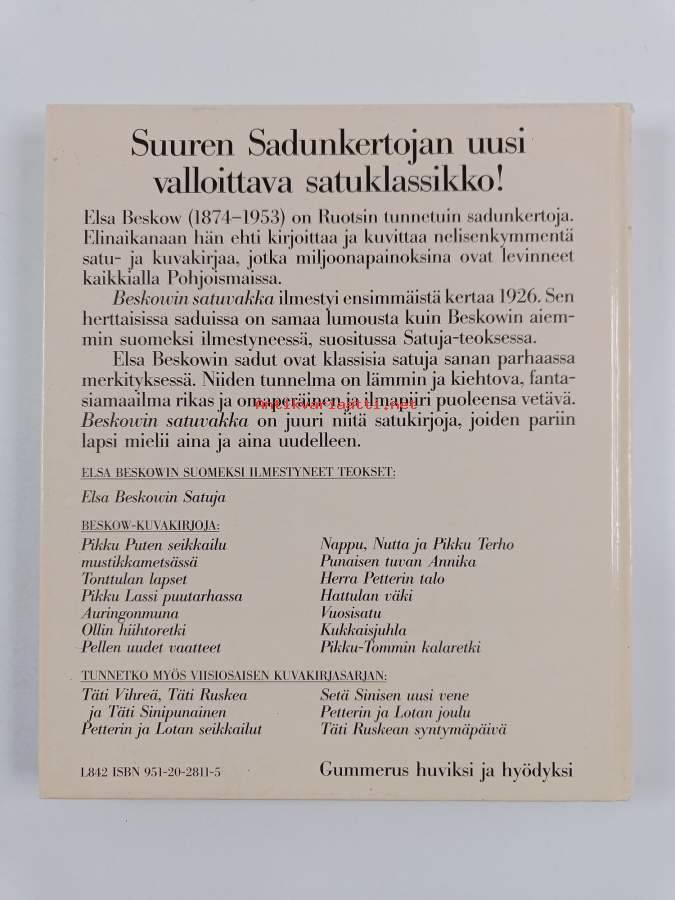 Suuren Sadunkertojan uusi
valloittava satuklassikko!
Elsa Beskow (1874–1953) on Ruotsin tunnetuin sadunkertoja.
Elinaikanaan hän ehti kirjoittaa ja kuvittaa nelisenkymmentä
satu- ja kuvakirjaa, jotka miljoonapainoksina ovat levinneet
kaikkialla Pohjoismaissa.
Beskowin satuvakka ilmestyi ensimmäistä kertaa 1926. Sen
herttaisissa saduissa on samaa lumousta kuin Beskowin aiem-
min suomeksi ilmestyneessä, suositussa Satuja-teoksessa.
Elsa Beskowin sadut ovat klassisia satuja sanan parhaassa
merkityksessä. Niiden tunnelma on lämmin ja kiehtova, fanta-
siamaailma rikas ja omaperäinen ja ilmapiiri puoleensa vetävä.
Antikvariaatti.net
Beskowin satuvakka on juuri niitä satukirjoja, joiden pariin
lapsi mielii aina ja aina uudelleen.
ELSA BESKOWIN SUOMEKSI ILMESTYNEET TEOKSET:
Elsa Beskowin Satuja
BESKOW-KUVAKIRJOJA:
Pikku Puten seikkailu
mustikkametsässä
Tonttulan lapset
Pikku Lassi puutarhassa
Auringonmuna
Ollin hiihtoretki
Pellen uudet vaatteet
Nappu, Nutta ja Pikku Terho
Punaisen tuvan Annika
Herra Petterin talo
Hattulan väki
Vuosisatu
Kukkaisjuhla
Pikku-Tommin kalaretki
TUNNETKO MYÖS VIISIOSAISEN KUVAKIRJASARJAN:
Täti Vihreä, Täti Ruskea
ja Täti Sinipunainen
Petterin ja Lotan seikkailut
Setä Sinisen uusi vene
Petterin ja Lotan joulu
Täti Ruskean syntymäpäivä
L842 ISBN 951-20-2811-5
Gummerus huviksi ja hyödyksi